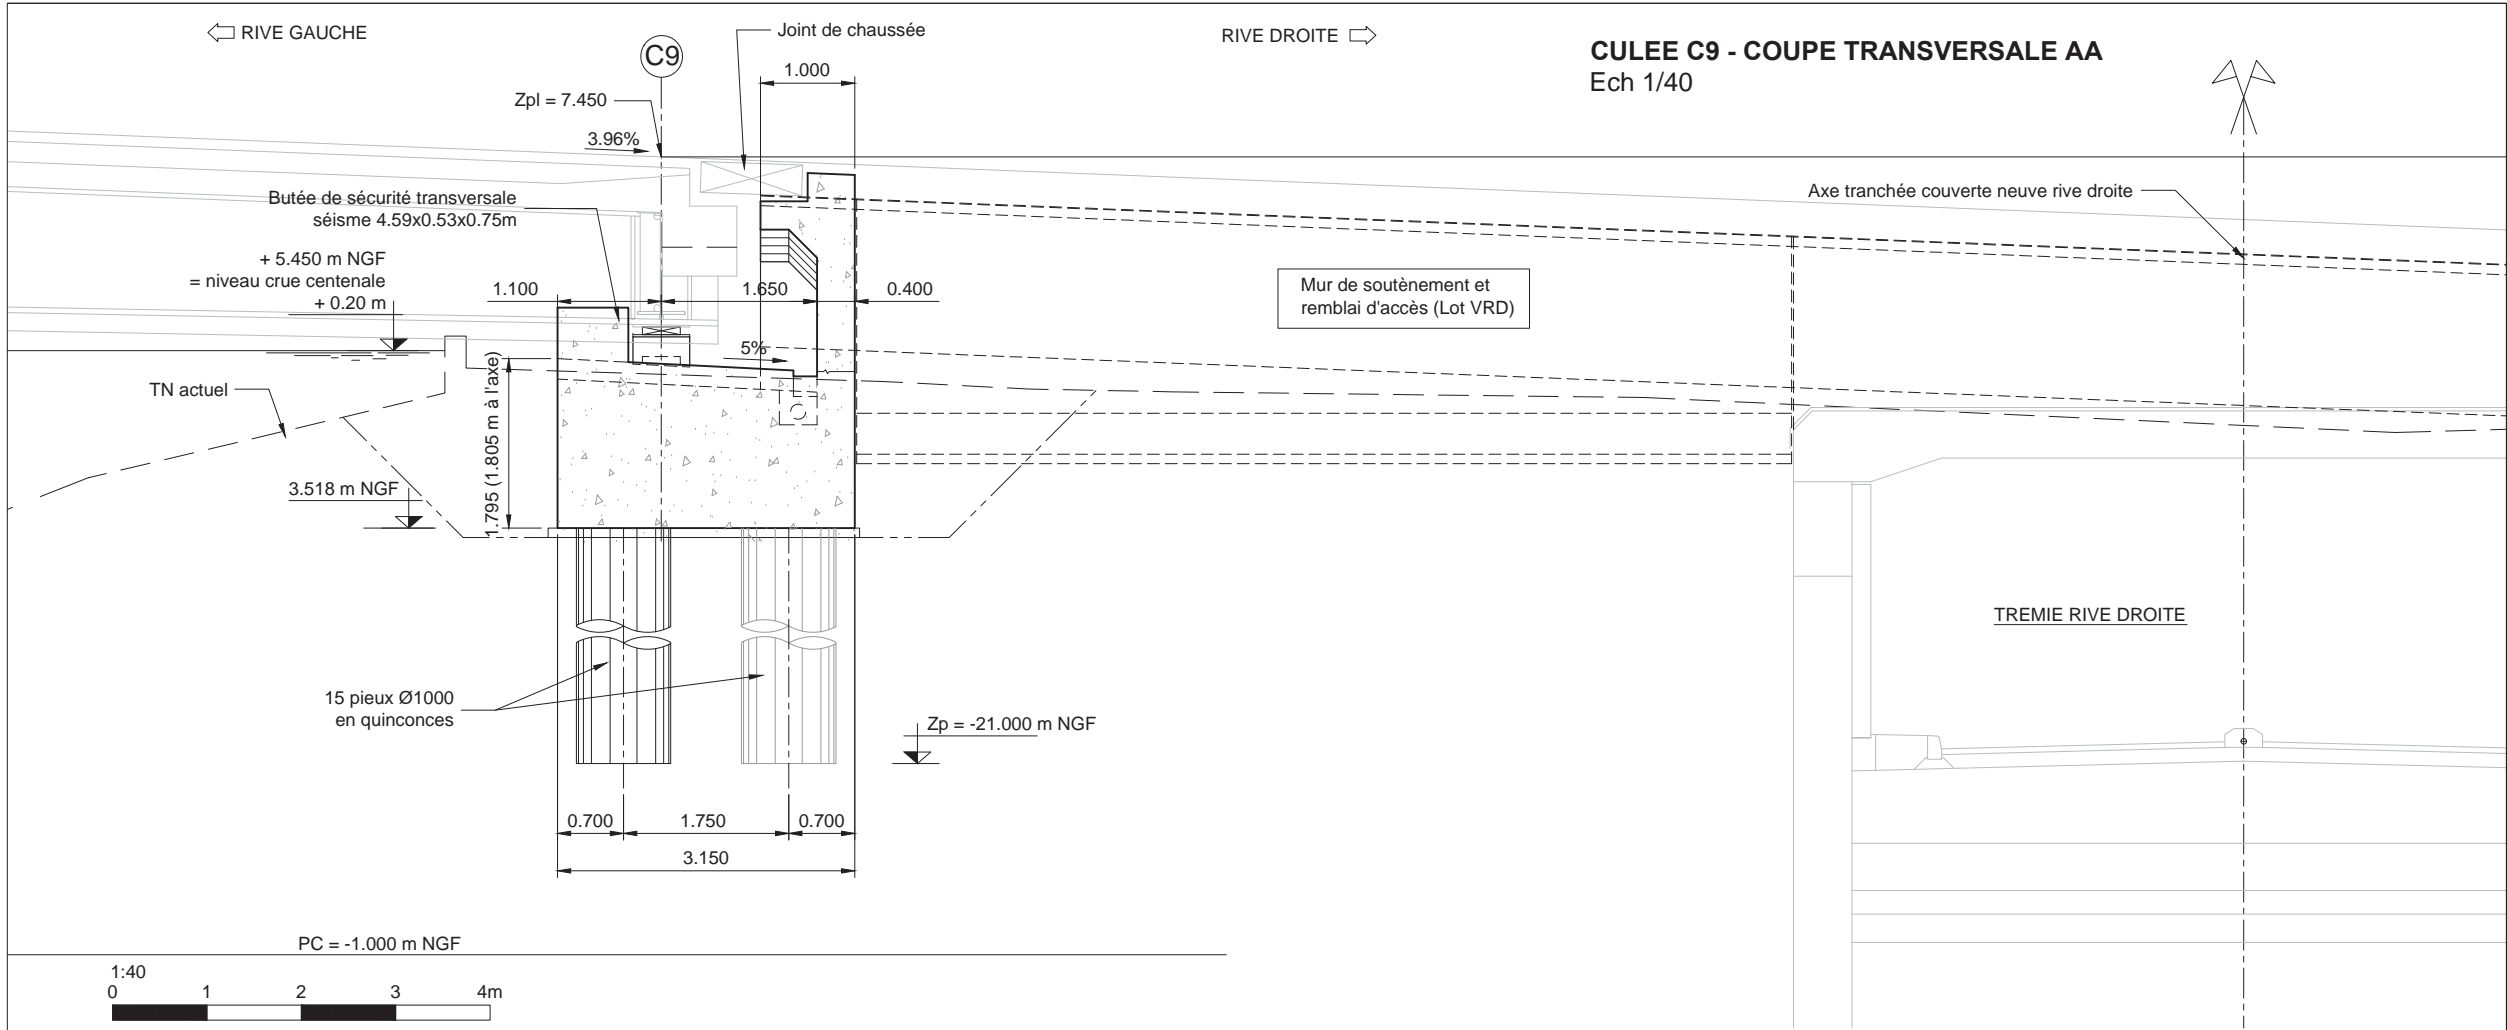 RIVE GAUCHE
C9
Joint de chaussée
RIVE DROITE
CULEE C9 - COUPE TRANSVERSALE AA
Ech 1/40
1.000
Zpl = 7.450
3.96%
Butée de sécurité transversale
séisme 4.59x0.53x0.75m
Axe tranchée couverte neuve rive droite
+ 5.450 m NGF
= niveau crue centenale
+ 0.20 m
1.100
1.650
0.400
Mur de soutènement et
remblai d'accès (Lot VRD)
5%
TN actuel
1.795 (1.805 m à l'axe)
3.518 m NGF
TREMIE RIVE DROITE
15 pieux Ø1000
en quinconces
Zp = -21.000 m NGF
0.700
1.750
0.700
3.150
PC = -1.000 m NGF
1:40
0 1 2 3 4m